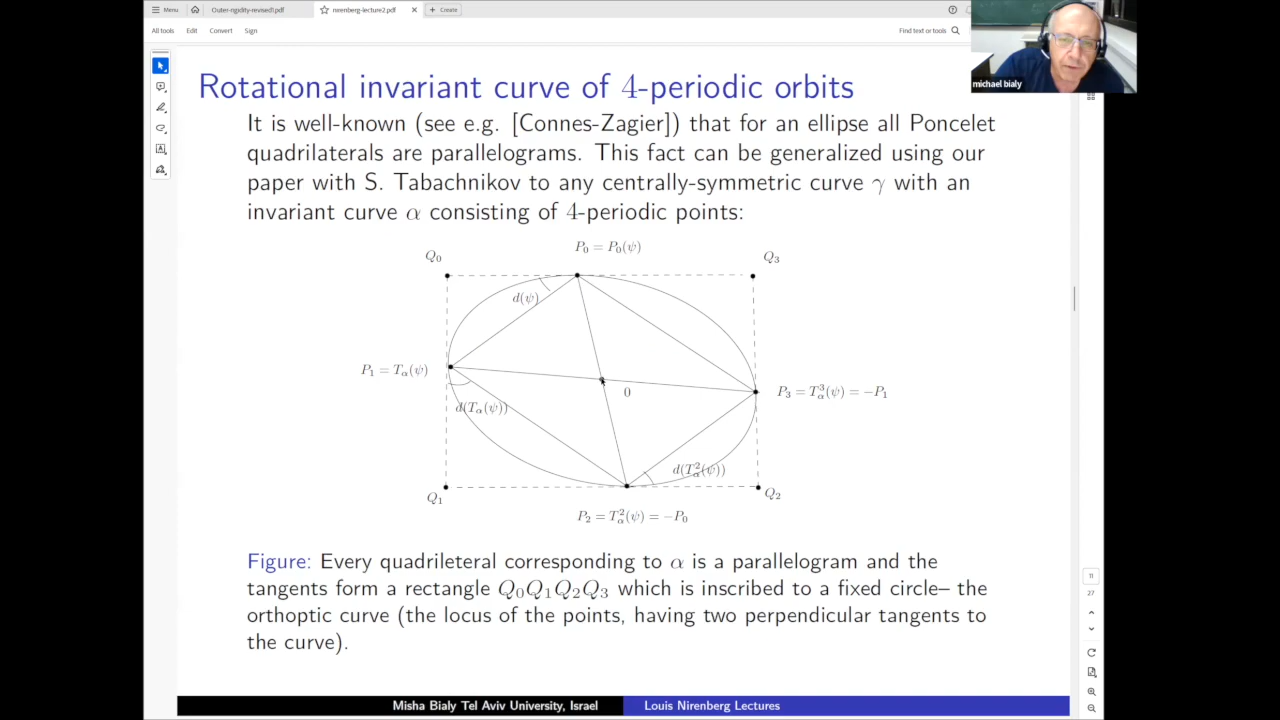 Menu
Outer-rigidity-revised1.pdf
nirenberg-lecture2.pdf
Create
All tools Edit Convert Sign
Find text or tools
michael bialy
Rotational invariant curve of 4-periodic orbits
It is well-known (see e.g. [Connes-Zagier]) that for an ellipse all Poncelet
quadrilaterals are parallelograms. This fact can be generalized using our
paper with S. Tabachnikov to any centrally-symmetric curve γ with an
invariant curve α consisting of 4-periodic points:
P₀ = P₀(ψ)
Q₀
Q₃
d(ψ)
P₁ = T_α(ψ)
0
P₃ = T_α³(ψ) = −P₁
d(T_α(ψ))
d(T_α²(ψ))
Q₁
Q₂
P₂ = T_α²(ψ) = −P₀
Figure: Every quadrileteral corresponding to α is a parallelogram and the
tangents form a rectangle Q₀Q₁Q₂Q₃ which is inscribed to a fixed circle– the
orthoptic curve (the locus of the points, having two perpendicular tangents to
the curve).
11
27
Misha Bialy Tel Aviv University, Israel
Louis Nirenberg Lectures